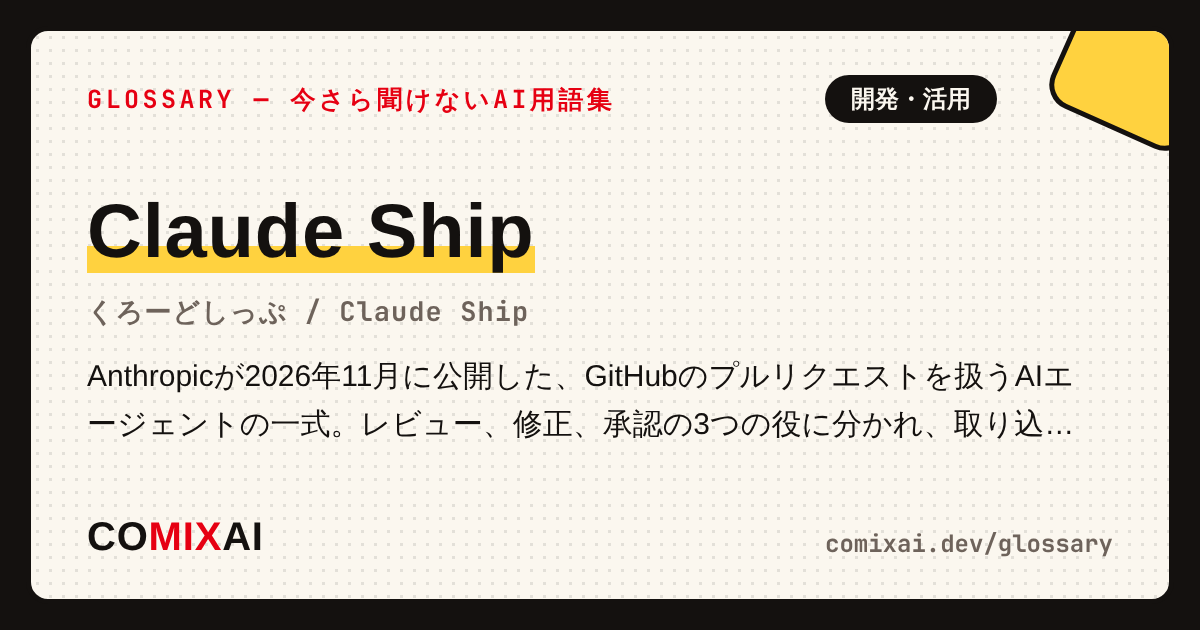 GLOSSARY — 今さら聞けないAI用語集
開発・活用
Claude Ship
くろーどしっぷ / Claude Ship
Anthropicが2026年11月に公開した、GitHubのプルリクエストを扱うAIエ
ージェントの一式。レビュー、修正、承認の3つの役に分かれ、取り込…
COMIXAI
comixai.dev/glossary